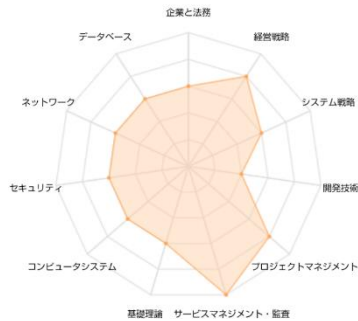 企業と法務
データベース
経営戦略
ネットワーク
システム戦略
セキュリティ
開発技術
コンピュータシステム
プロジェクトマネジメント
基礎理論
サービスマネジメント・監査